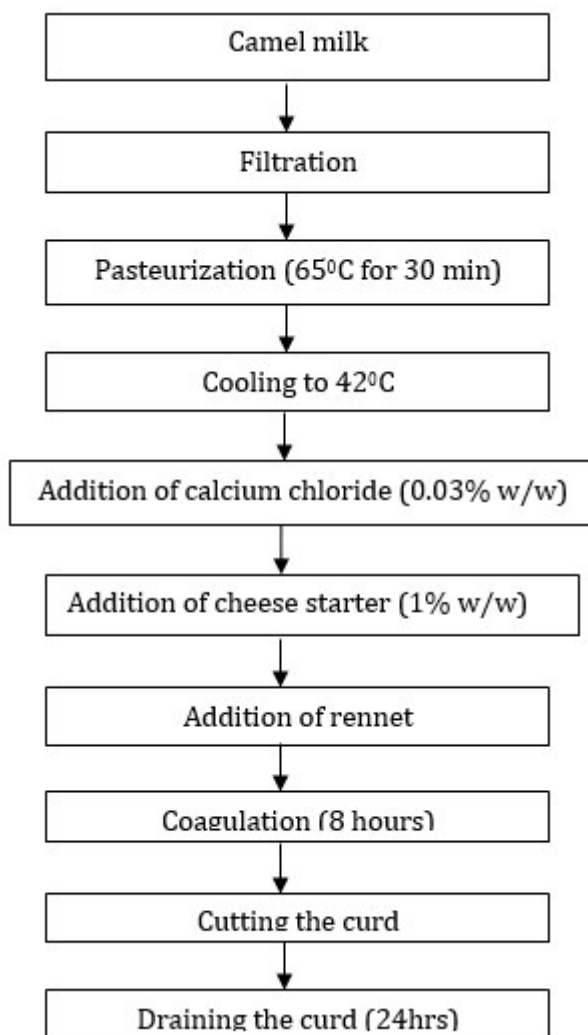 Camel milk
Filtration
Pasteurization (65⁰C for 30 min)
Cooling to 42⁰C
Addition of calcium chloride (0.03% w/w)
Addition of cheese starter (1% w/w)
Addition of rennet
Coagulation (8 hours)
Cutting the curd
Draining the curd (24hrs)